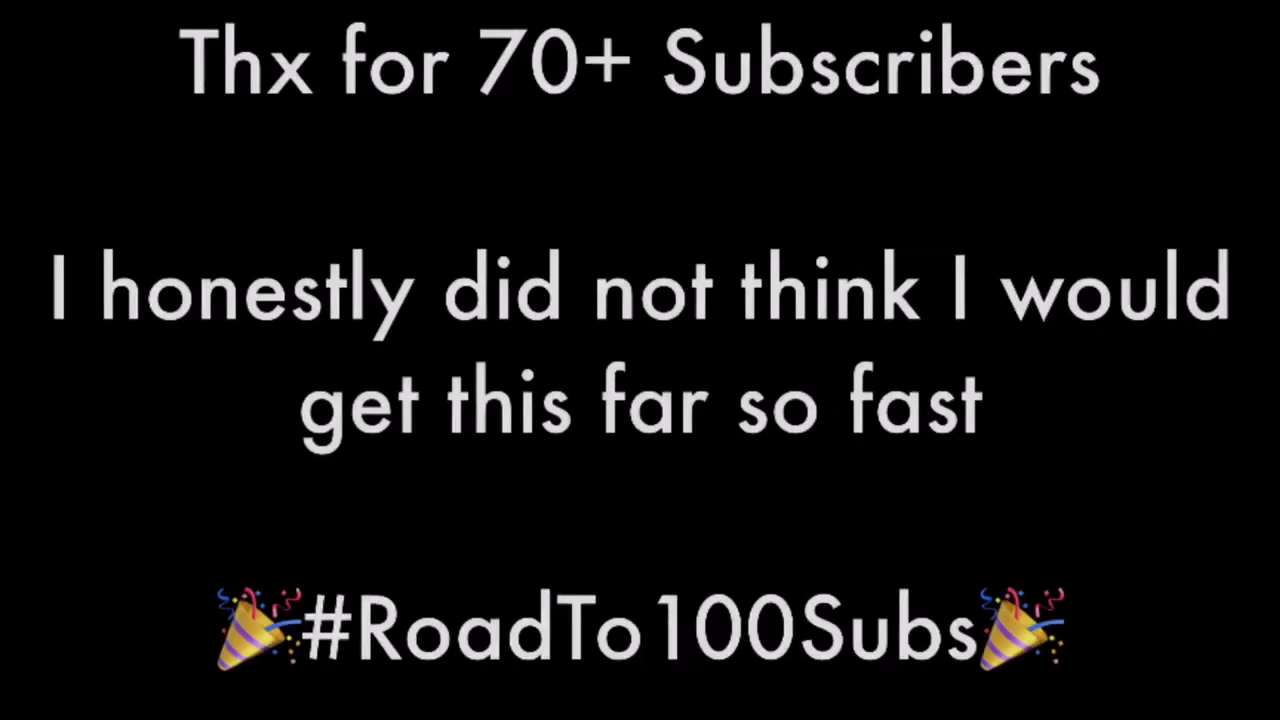 Thx for 70+ Subscribers
I honestly did not think I would
get this far so fast
🎉#RoadTo100Subs🎉